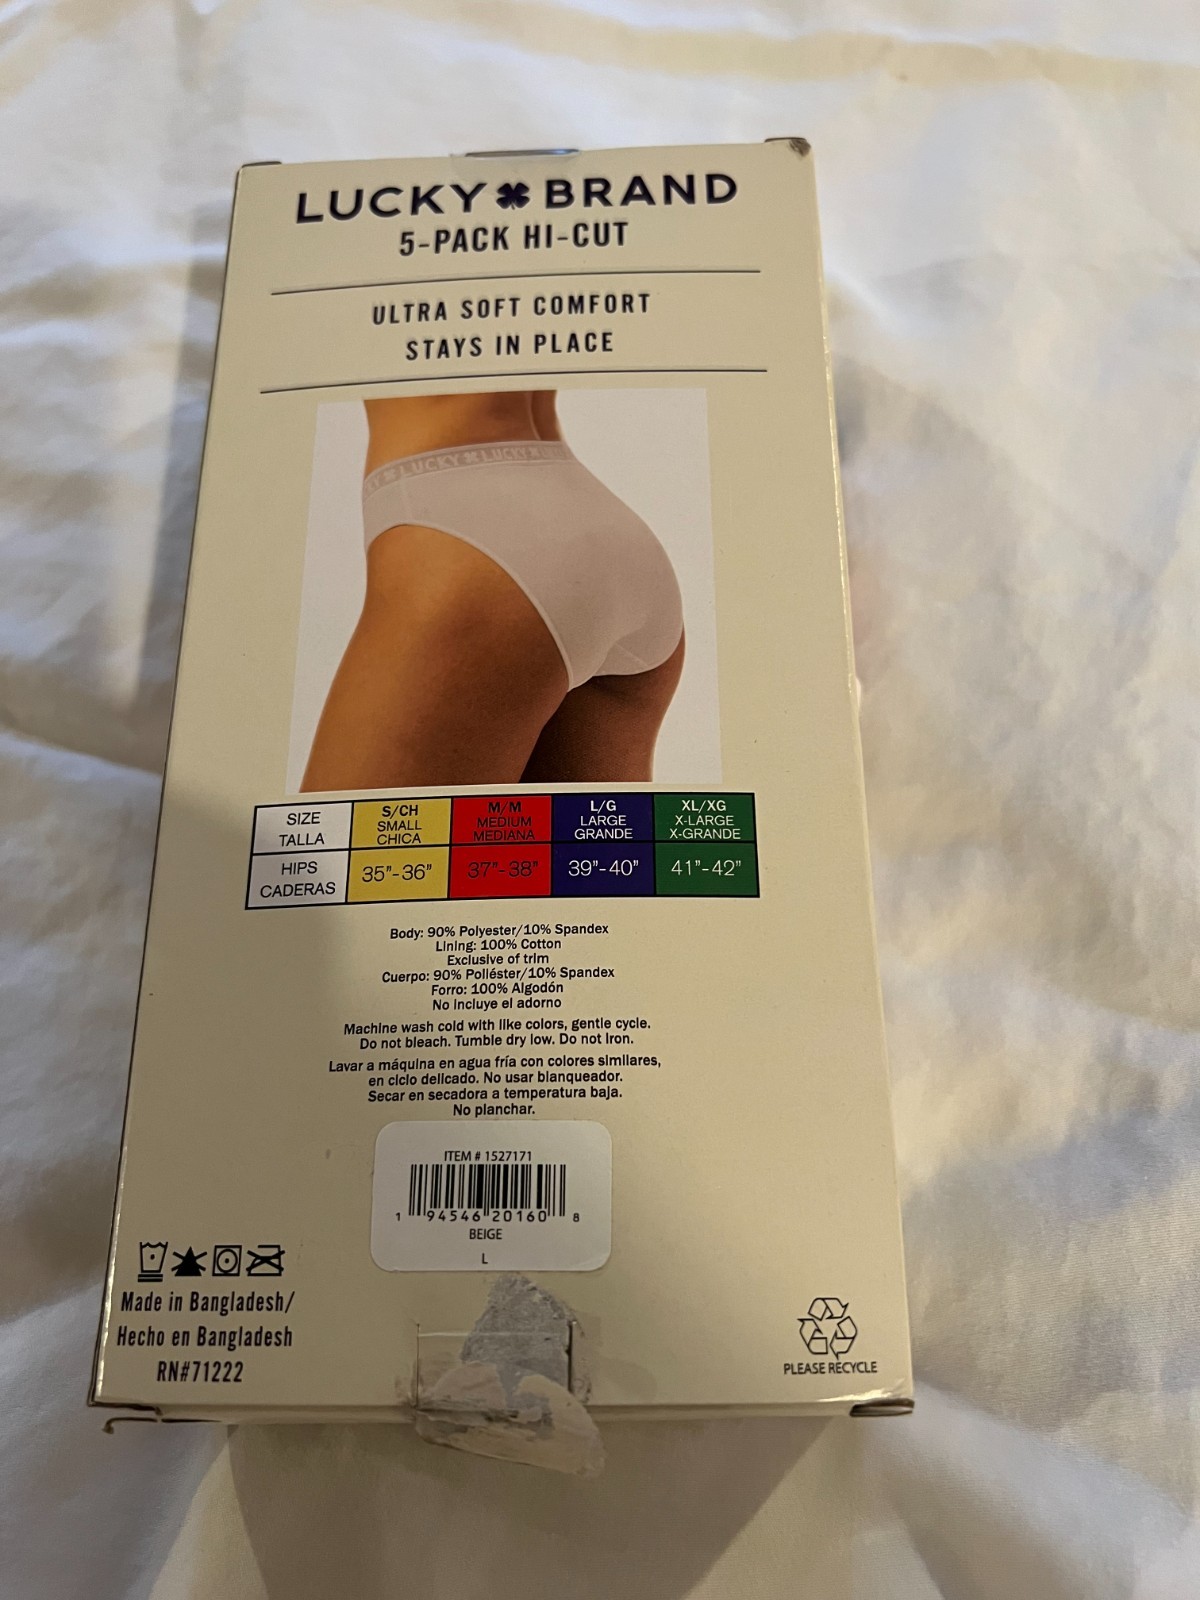 LUCKY BRAND
5-PACK HI-CUT
ULTRA SOFT COMFORT
STAYS IN PLACE
LUCKY LUCKY
SIZE
TALLA
S/CH
SMALL
CHICA
M/M
MEDIUM
MEDIANA
L/G
LARGE
GRANDE
XL/XG
X-LARGE
X-GRANDE
HIPS
CADERAS
35"-36"
37"-38"
39"-40"
41"-42"
Body: 90% Polyester/10% Spandex
Lining: 100% Cotton
Exclusive of trim
Cuerpo: 90% Poliéster/10% Spandex
Forro: 100% Algodón
No incluye el adorno
Machine wash cold with like colors, gentle cycle.
Do not bleach. Tumble dry low. Do not iron.
Lavar a máquina en agua fría con colores similares,
en ciclo delicado. No usar blanqueador.
Secar en secadora a temperatura baja.
No planchar.
ITEM # 1527171
1 94546 20160 8
BEIGE
L
Made in Bangladesh/
Hecho en Bangladesh
RN#71222
PLEASE RECYCLE